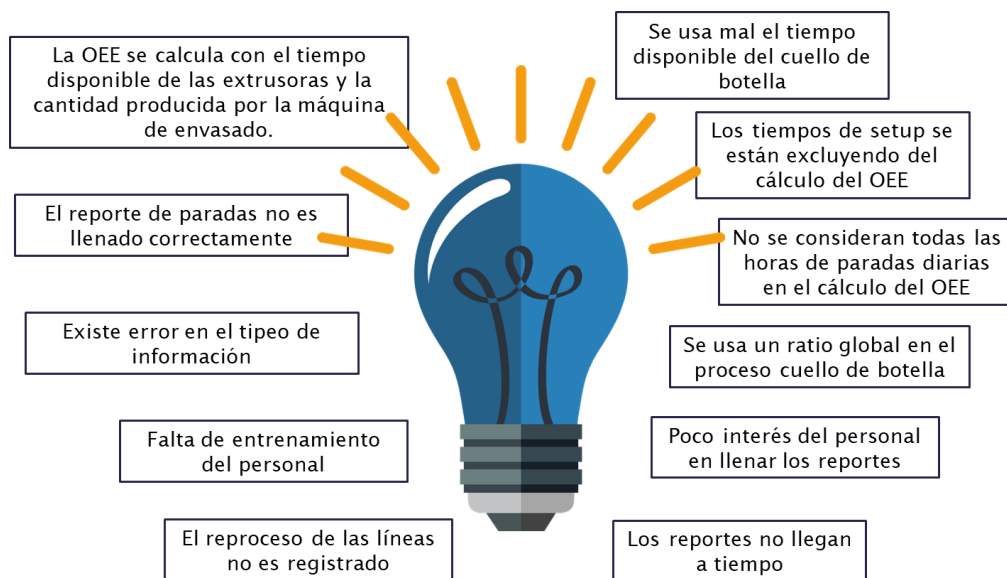 La OEE se calcula con el tiempo
disponible de las extrusoras y la
cantidad producida por la máquina
de envasado.
El reporte de paradas no es
llenado correctamente
Existe error en el tipeo de
información
Falta de entrenamiento
del personal
El reproceso de las líneas
no es registrado
Se usa mal el tiempo
disponible del cuello de
botella
Los tiempos de setup se
están excluyendo del
cálculo del OEE
No se consideran todas las
horas de paradas diarias
en el cálculo del OEE
Se usa un ratio global en el
proceso cuello de botella
Poco interés del personal
en llenar los reportes
Los reportes no llegan
a tiempo